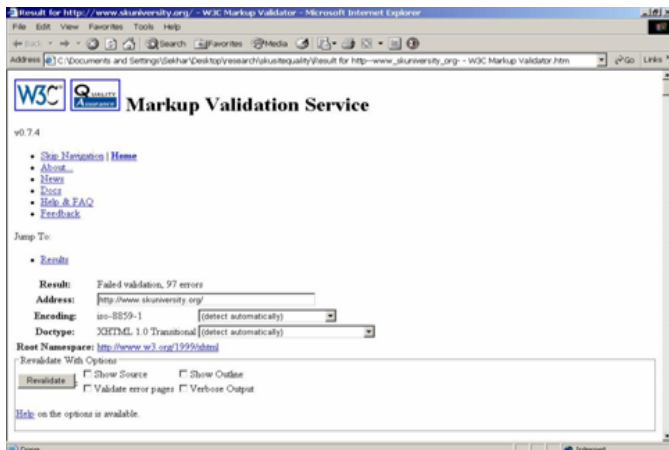 Result for http://www.skuniversity.org/ - W3C Markup Validator - Microsoft Internet Explorer
File Edit View Favorites Tools Help
Back Search Favorites Media
Address C:\Documents and Settings\Sekhar\Desktop\research\skusitequality\Result for http--www_skuniversity_org- - W3C Markup Validator.htm Go Links
W3C QUALITY Assurance Markup Validation Service
v0.7.4
Skip Navigation | Home
About...
News
Docs
Help & FAQ
Feedback
Jump To:
Results
Result: Failed validation, 97 errors
Address: http://www.skuniversity.org/
Encoding: iso-8859-1 (detect automatically)
Doctype: XHTML 1.0 Transitional (detect automatically)
Root Namespace: http://www.w3.org/1999/xhtml
Revalidate With Options
Show Source Show Outline
Revalidate
Validate error pages Verbose Output
Help on the options is available.
Done Internet